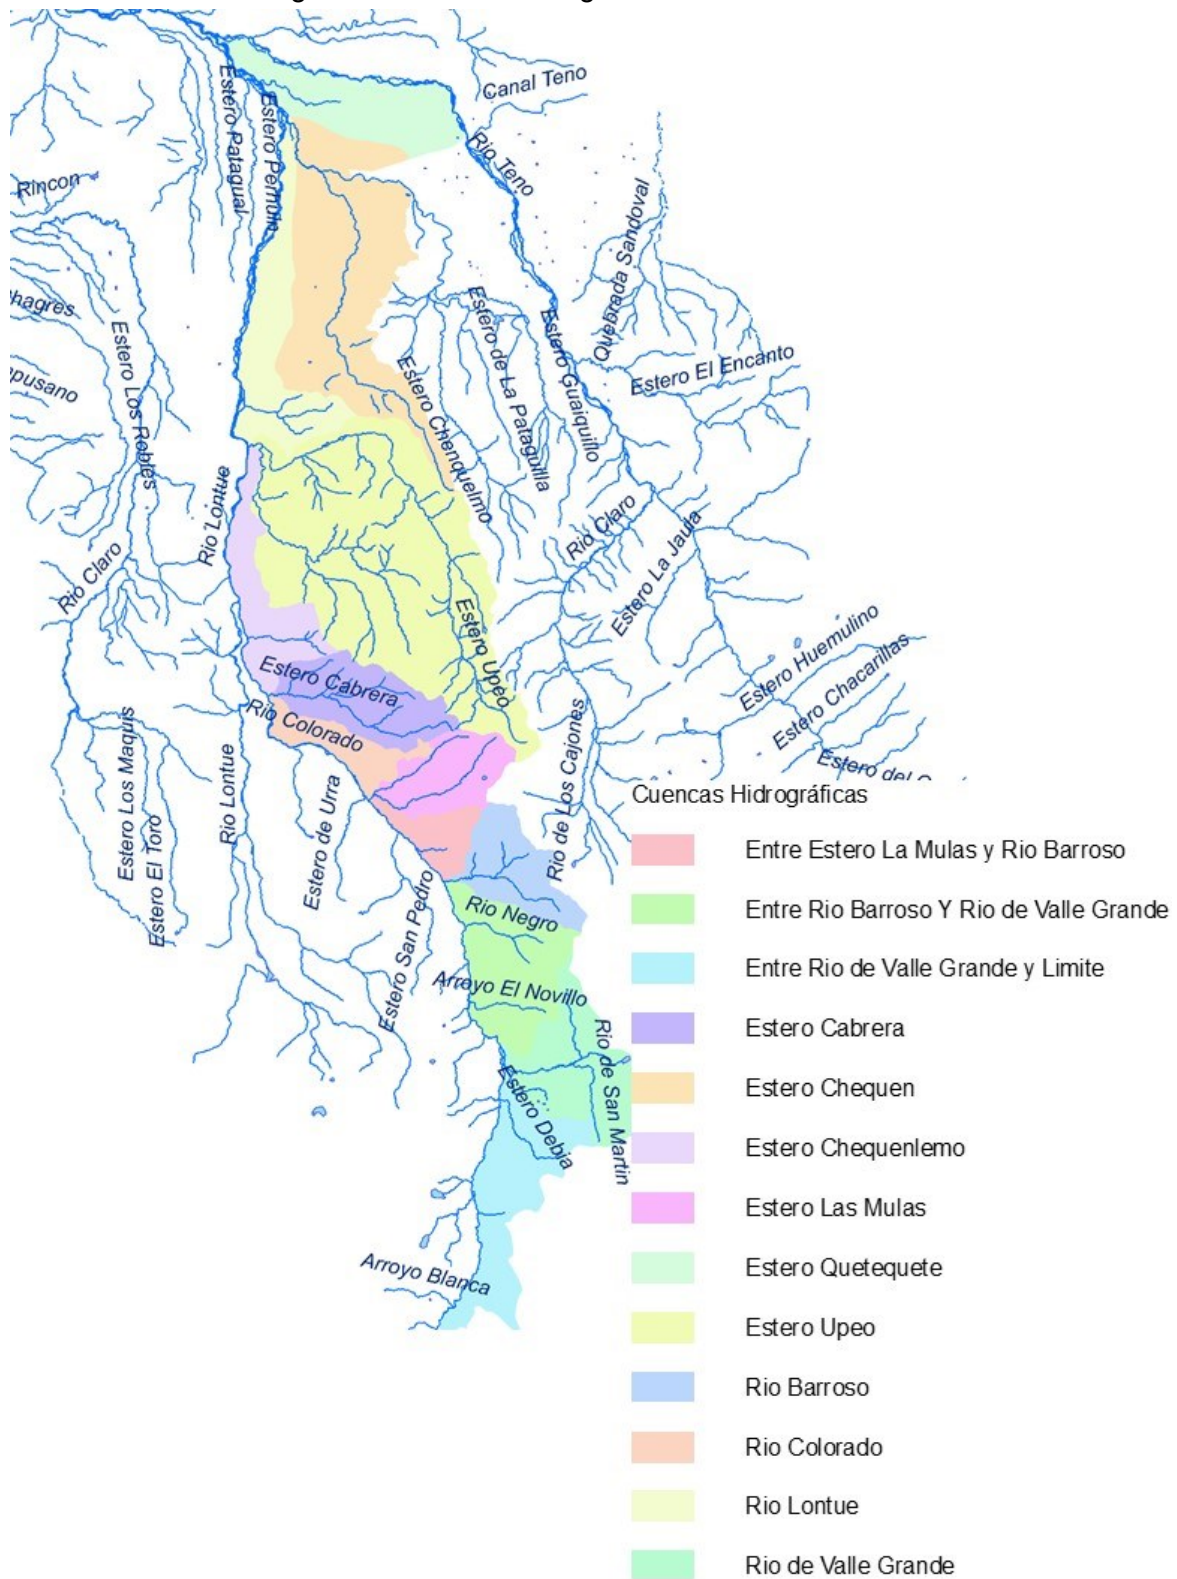 Canal Teno
Estero Patagual
Estero Pernuin
Rio Teno
Rincon
Quebrada Sandoval
hagres
Estero Los Robles
Estero de La Pataguilla
Estero Guaiquillo
Estero El Encanto
pusano
Estero Chenquelmo
Rio Lontue
Rio Claro
Rio Claro
Estero La Jaula
Estero Upeo
Estero Huemulino
Estero Chacarillas
Estero Cabrera
Rio Colorado
Estero Los Maquis
Estero El Toro
Rio Lontue
Estero de Urra
Rio de Los Cajones
Estero del
Estero San Pedro
Rio Negro
Arroyo El Novillo
Rio de San Martin
Estero Debia
Arroyo Blanca
Cuencas Hidrográficas
Entre Estero La Mulas y Rio Barroso
Entre Rio Barroso Y Rio de Valle Grande
Entre Rio de Valle Grande y Limite
Estero Cabrera
Estero Chequen
Estero Chequenlemo
Estero Las Mulas
Estero Quetequete
Estero Upeo
Rio Barroso
Rio Colorado
Rio Lontue
Rio de Valle Grande